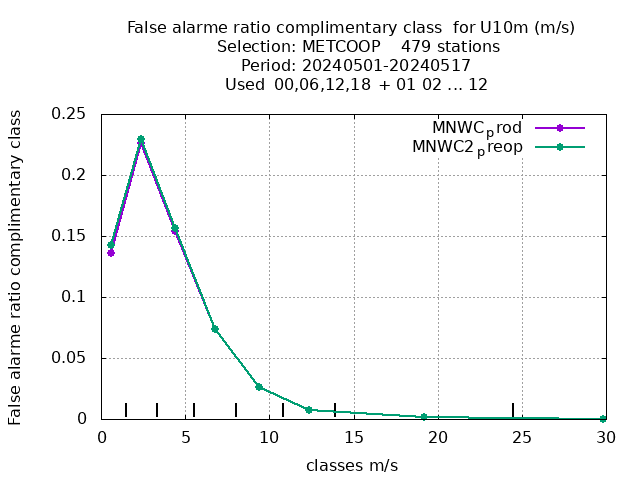 False alarme ratio complimentary class  for U10m (m/s)
Selection: METCOOP    479 stations
Period: 20240501-20240517
Used  00,06,12,18 + 01 02 ... 12
False alarme ratio complimentary class
0.25
0.2
0.15
0.1
0.05
0
MNWCprod
MNWC2preop
0 5 10 15 20 25 30
classes m/s